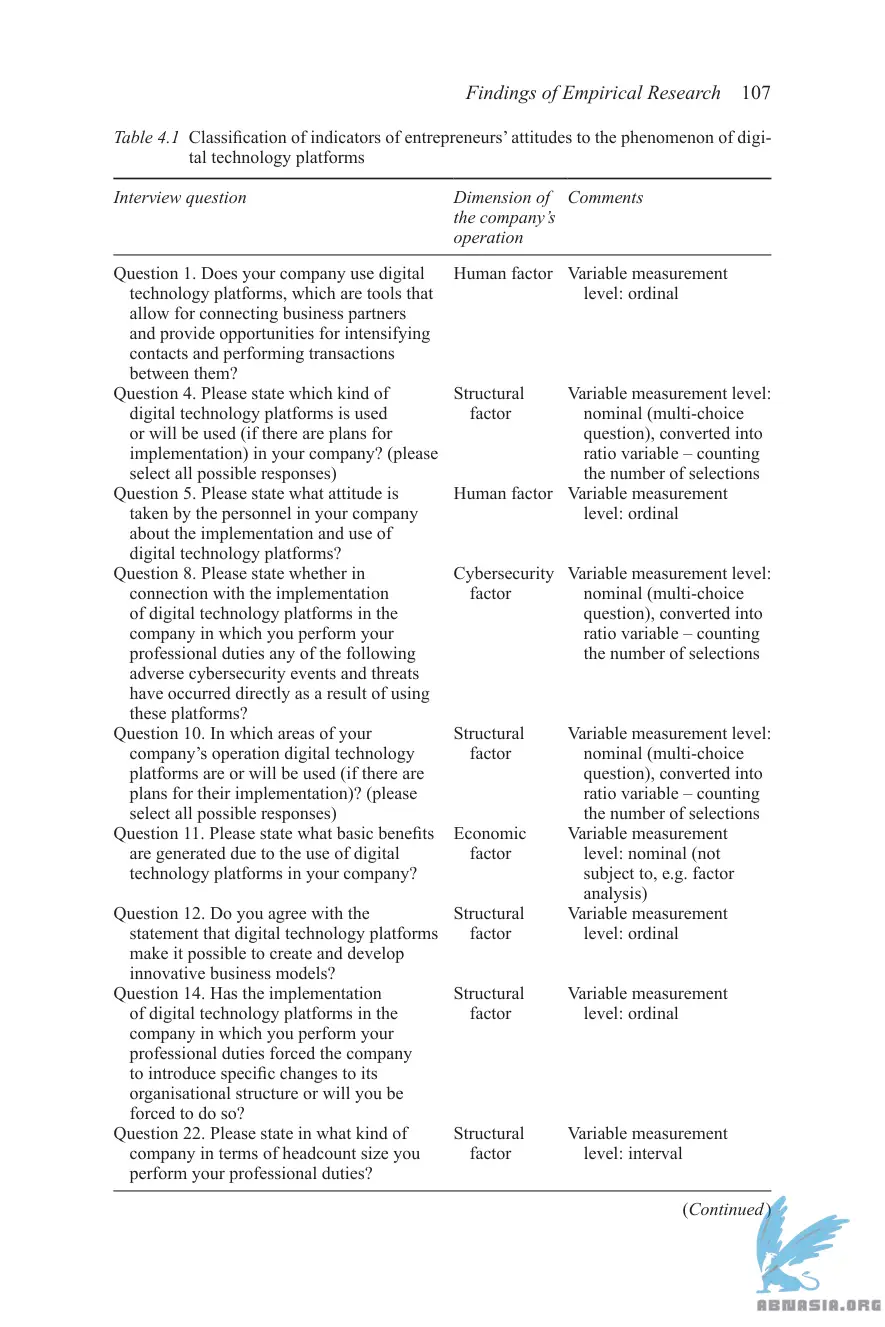 Findings of Empirical Research 107
Table 4.1 Classification of indicators of entrepreneurs' attitudes to the phenomenon of digi-
tal technology platforms
Interview question Dimension of Comments
the company's
operation
Question 1. Does your company use digital Human factor Variable measurement
technology platforms, which are tools that level: ordinal
allow for connecting business partners
and provide opportunities for intensifying
contacts and performing transactions
between them?
Question 4. Please state which kind of Structural Variable measurement level:
digital technology platforms is used factor nominal (multi-choice
or will be used (if there are plans for question), converted into
implementation) in your company? (please ratio variable – counting
select all possible responses) the number of selections
Question 5. Please state what attitude is Human factor Variable measurement
taken by the personnel in your company level: ordinal
about the implementation and use of
digital technology platforms?
Question 8. Please state whether in Cybersecurity Variable measurement level:
connection with the implementation factor nominal (multi-choice
of digital technology platforms in the question), converted into
company in which you perform your ratio variable – counting
professional duties any of the following the number of selections
adverse cybersecurity events and threats
have occurred directly as a result of using
these platforms?
Question 10. In which areas of your Structural Variable measurement level:
company's operation digital technology factor nominal (multi-choice
platforms are or will be used (if there are question), converted into
plans for their implementation)? (please ratio variable – counting
select all possible responses) the number of selections
Question 11. Please state what basic benefits Economic Variable measurement
are generated due to the use of digital factor level: nominal (not
technology platforms in your company? subject to, e.g. factor
analysis)
Question 12. Do you agree with the Structural Variable measurement
statement that digital technology platforms factor level: ordinal
make it possible to create and develop
innovative business models?
Question 14. Has the implementation Structural Variable measurement
of digital technology platforms in the factor level: ordinal
company in which you perform your
professional duties forced the company
to introduce specific changes to its
organisational structure or will you be
forced to do so?
Question 22. Please state in what kind of Structural Variable measurement
company in terms of headcount size you factor level: interval
perform your professional duties?
(Continued)
ABNASIA.ORG